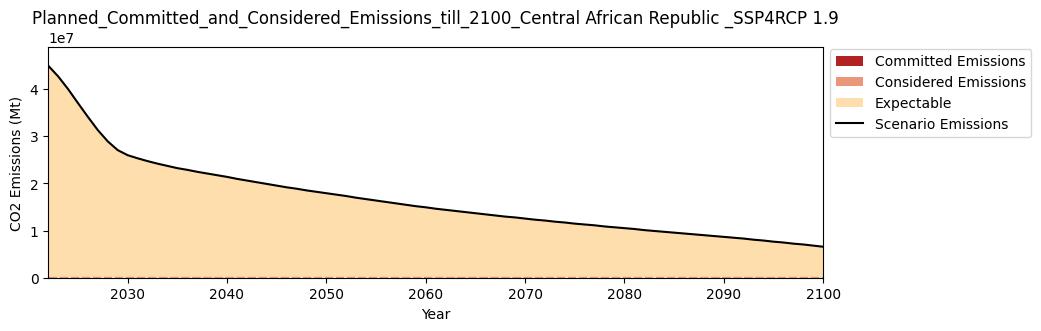 Planned_Committed_and_Considered_Emissions_till_2100_Central African Republic _SSP4RCP 1.9
1e7
4
3
2
1
0
CO2 Emissions (Mt)
2030 2040 2050 2060 2070 2080 2090 2100
Year
Committed Emissions
Considered Emissions
Expectable
Scenario Emissions